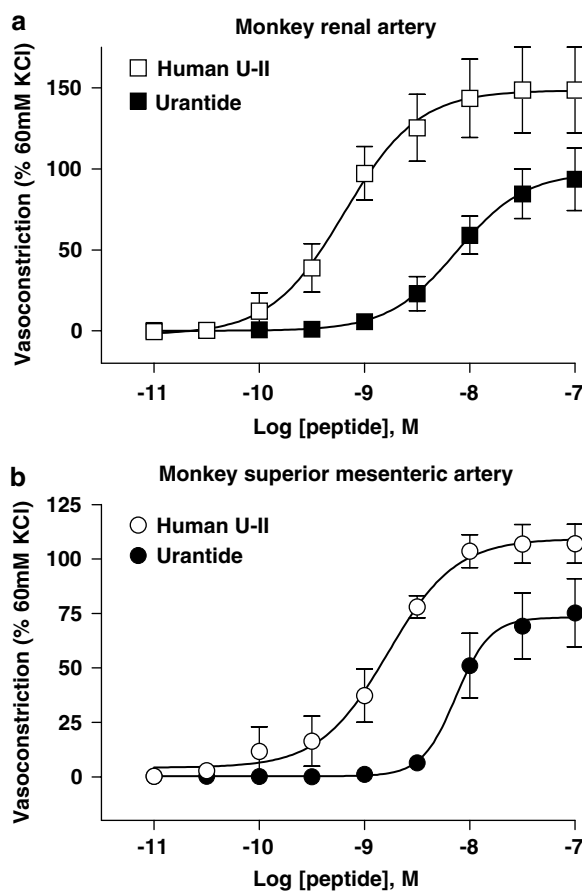 a
Monkey renal artery
Human U-II
Urantide
Vasoconstriction (% 60mM KCl)
150
100
50
0
-11 -10 -9 -8 -7
Log [peptide], M
b
Monkey superior mesenteric artery
Human U-II
Urantide
Vasoconstriction (% 60mM KCl)
125
100
75
50
25
0
-11 -10 -9 -8 -7
Log [peptide], M